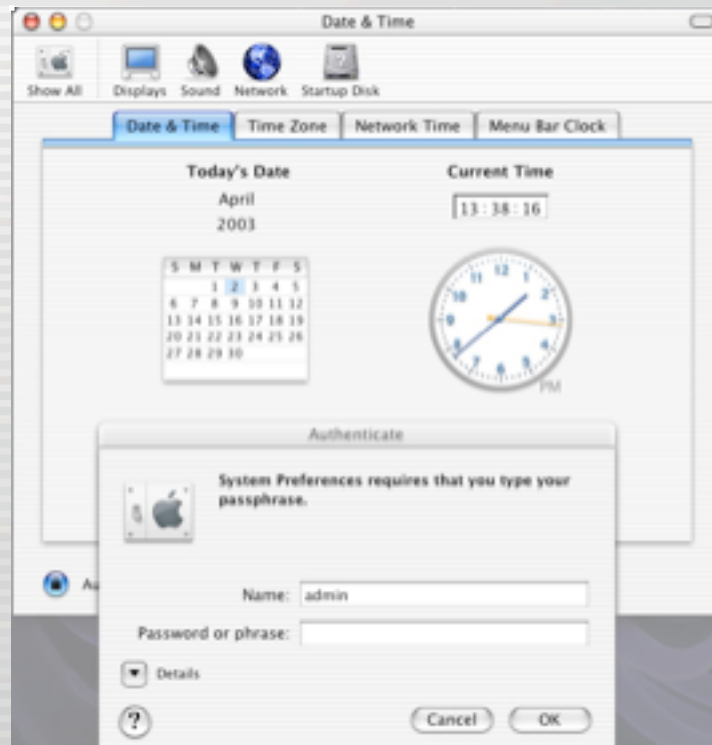 Date & Time
Show All
Displays Sound Network Startup Disk
Date & Time Time Zone Network Time Menu Bar Clock
Today's Date
April
2003
S M T W T F S
1 2 3 4 5
6 7 8 9 10 11 12
13 14 15 16 17 18 19
20 21 22 23 24 25 26
27 28 29 30
Current Time
13 : 38 : 16
12 1 2 3 4 5 6 7 8 9 10 11
PM
Authenticate
System Preferences requires that you type your
passphrase.
Name: admin
Password or phrase:
Details
? Cancel OK